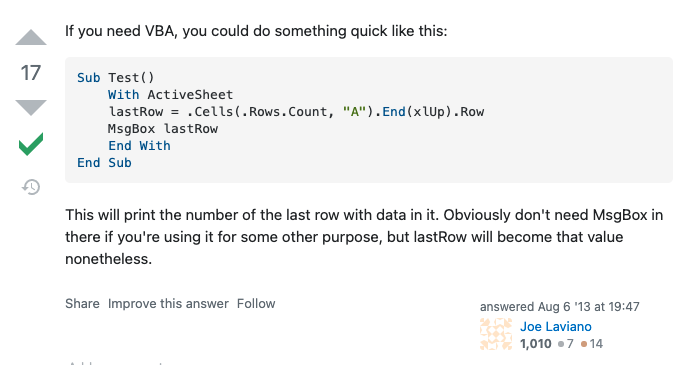 If you need VBA, you could do something quick like this:
17
Sub Test()
    With ActiveSheet
    lastRow = .Cells(.Rows.Count, "A").End(xlUp).Row
    MsgBox lastRow
    End With
End Sub
This will print the number of the last row with data in it. Obviously don't need MsgBox in
there if you're using it for some other purpose, but lastRow will become that value
nonetheless.
Share Improve this answer Follow
answered Aug 6 '13 at 19:47
Joe Laviano
1,010 ●7 ●14